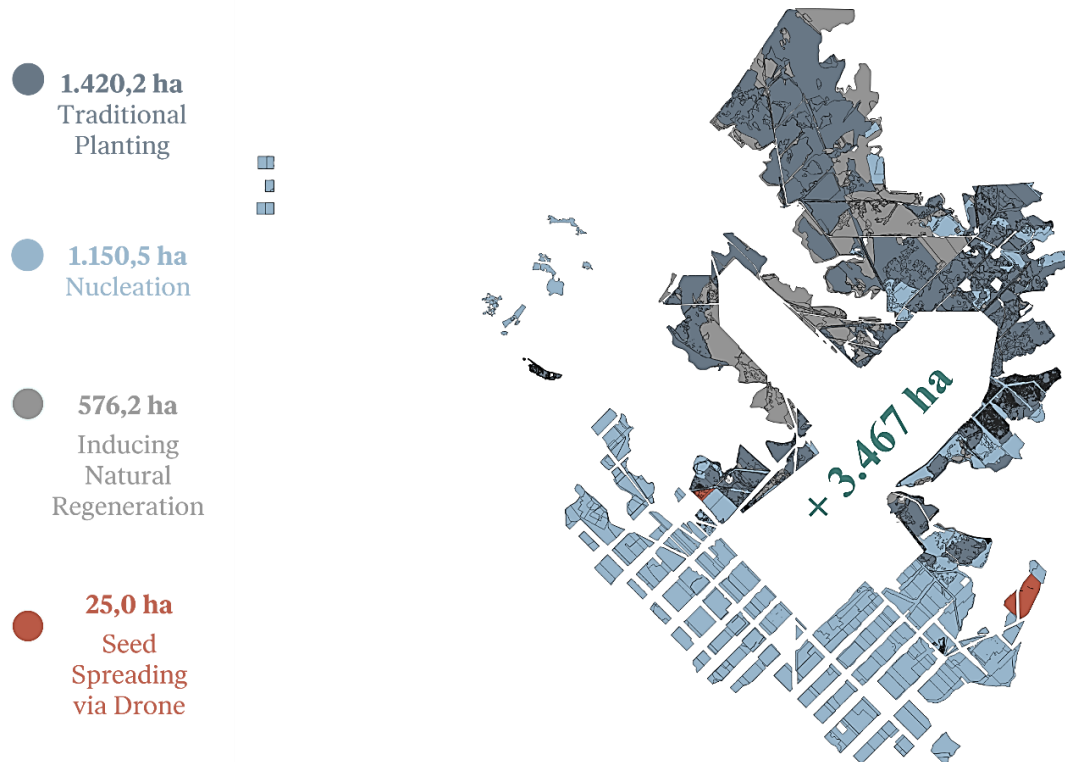 1.420,2 ha
Traditional
Planting
1.150,5 ha
Nucleation
576,2 ha
Inducing
Natural
Regeneration
25,0 ha
Seed
Spreading
via Drone
+ 3.467 ha